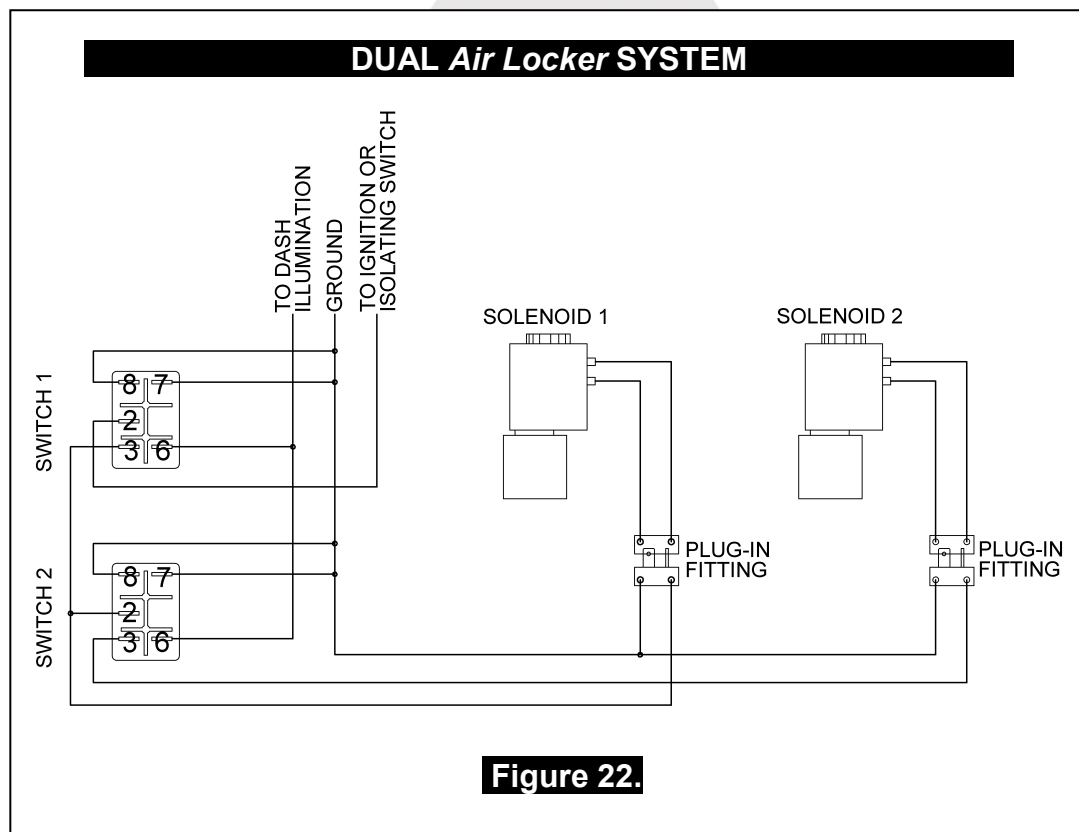 DUAL Air Locker SYSTEM
TO DASH
ILLUMINATION
GROUND
TO IGNITION OR
ISOLATING SWITCH
SOLENOID 1
SOLENOID 2
SWITCH 1
8 7
2
3 6
SWITCH 2
8 7
2
3 6
PLUG-IN
FITTING
PLUG-IN
FITTING
Figure 22.